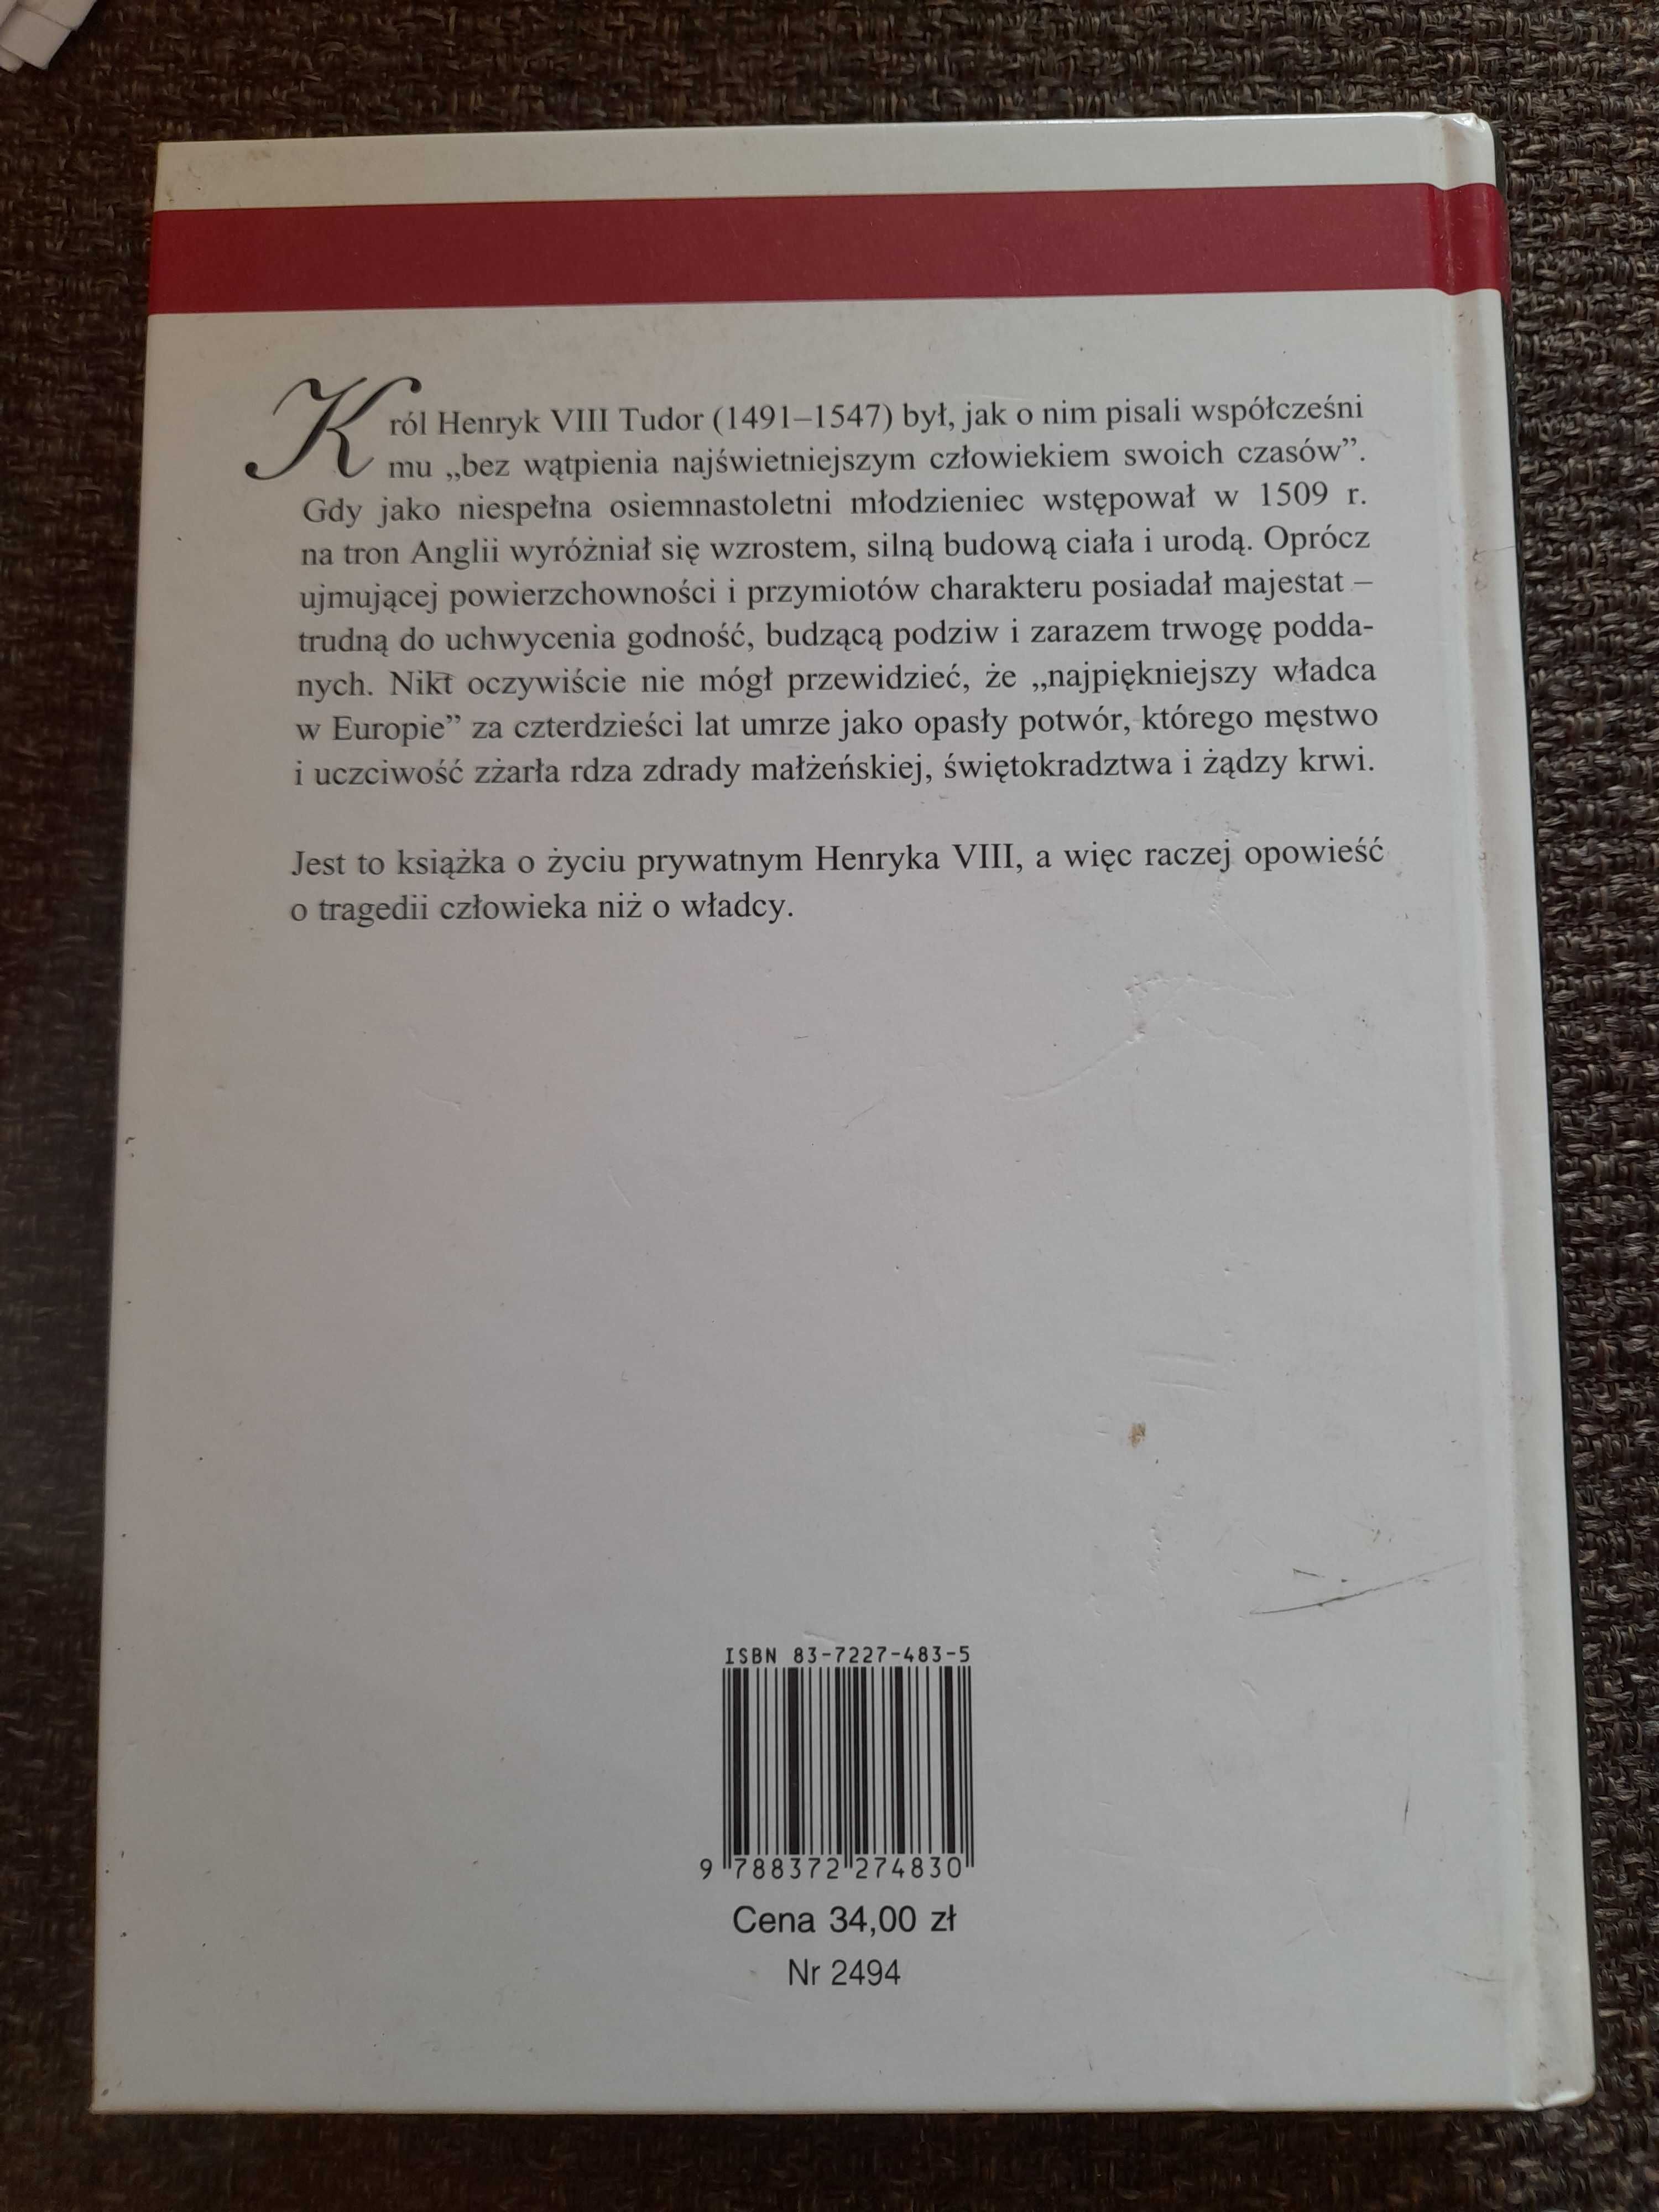 Król Henryk VIII Tudor (1491–1547) był, jak o nim pisali współcześni
mu „bez wątpienia najświetniejszym człowiekiem swoich czasów”.
Gdy jako niespełna osiemnastoletni młodzieniec wstępował w 1509 r.
na tron Anglii wyróżniał się wzrostem, silną budową ciała i urodą. Oprócz
ujmującej powierzchowności i przymiotów charakteru posiadał majestat –
trudną do uchwycenia godność, budzącą podziw i zarazem trwogę podda-
nych. Nikt oczywiście nie mógł przewidzieć, że „najpiękniejszy władca
w Europie” za czterdzieści lat umrze jako opasły potwór, którego męstwo
i uczciwość zżarła rdza zdrady małżeńskiej, świętokradztwa i żądzy krwi.
Jest to książka o życiu prywatnym Henryka VIII, a więc raczej opowieść
o tragedii człowieka niż o władcy.
ISBN 83-7227-483-5
9 788372 274830
Cena 34,00 zł
Nr 2494